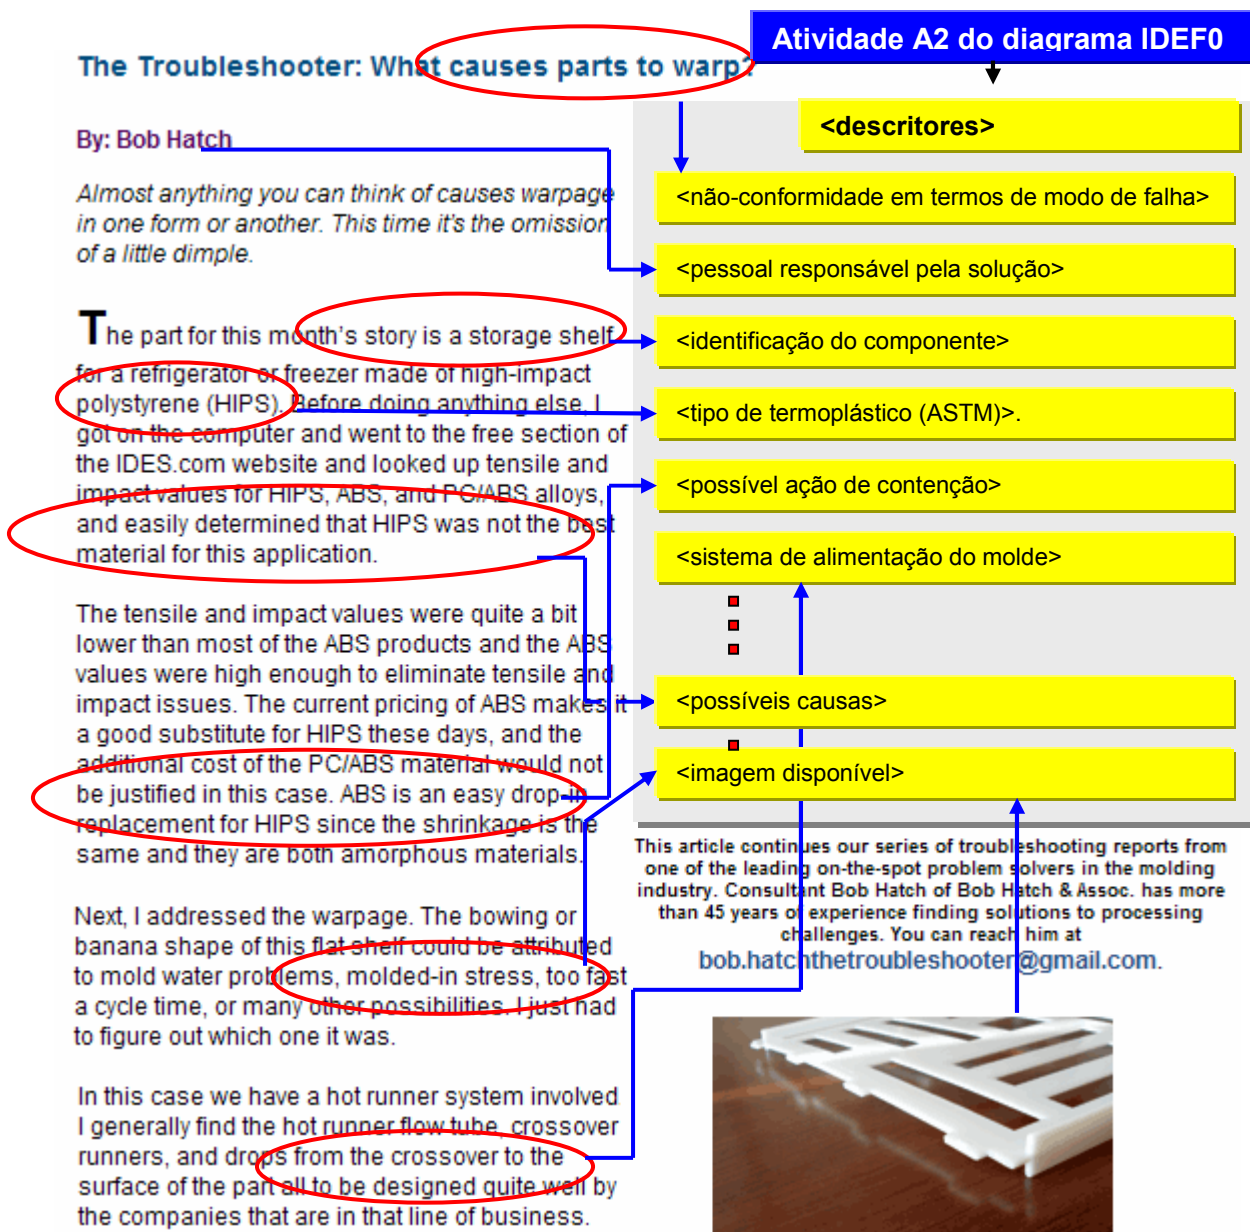 Atividade A2 do diagrama IDEF0
The Troubleshooter: What causes parts to warp?
By: Bob Hatch
Almost anything you can think of causes warpage
in one form or another. This time it's the omission
of a little dimple.
The part for this month's story is a storage shelf
for a refrigerator or freezer made of high-impact
polystyrene (HIPS). Before doing anything else, I
got on the computer and went to the free section of
the IDES.com website and looked up tensile and
impact values for HIPS, ABS, and PC/ABS alloys,
and easily determined that HIPS was not the best
material for this application.
The tensile and impact values were quite a bit
lower than most of the ABS products and the ABS
values were high enough to eliminate tensile and
impact issues. The current pricing of ABS makes it
a good substitute for HIPS these days, and the
additional cost of the PC/ABS material would not
be justified in this case. ABS is an easy drop-in
replacement for HIPS since the shrinkage is the
same and they are both amorphous materials.
Next, I addressed the warpage. The bowing or
banana shape of this flat shelf could be attributed
to mold water problems, molded-in stress, too fast
a cycle time, or many other possibilities. I just had
to figure out which one it was.
In this case we have a hot runner system involved
I generally find the hot runner flow tube, crossover
runners, and drops from the crossover to the
surface of the part all to be designed quite well by
the companies that are in that line of business.
<descritores>
<não-conformidade em termos de modo de falha>
<pessoal responsável pela solução>
<identificação do componente>
<tipo de termoplástico (ASTM)>.
<possível ação de contenção>
<sistema de alimentação do molde>
<possíveis causas>
<imagem disponível>
This article continues our series of troubleshooting reports from
one of the leading on-the-spot problem solvers in the molding
industry. Consultant Bob Hatch of Bob Hatch & Assoc. has more
than 45 years of experience finding solutions to processing
challenges. You can reach him at
bob.hatchthetroubleshooter@gmail.com.